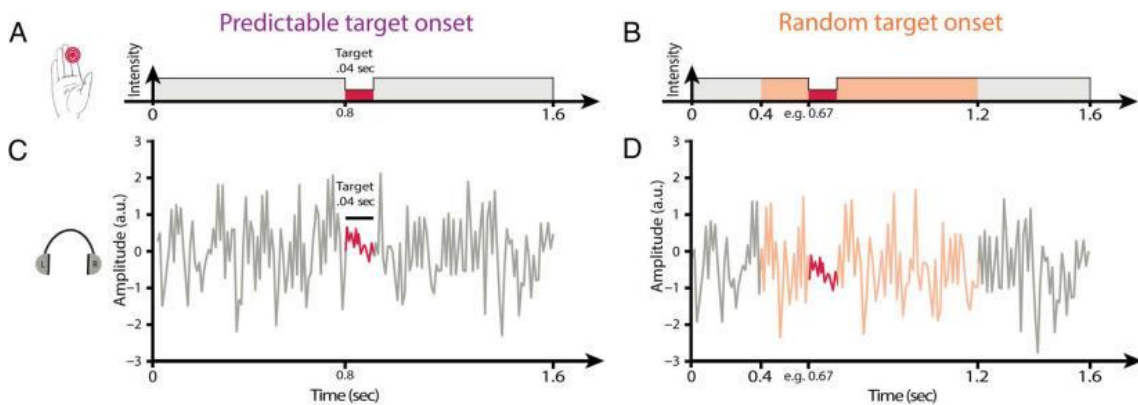 A
Predictable target onset
Target
.04 sec
Intensity
0
0.8
1.6
B
Random target onset
Intensity
0
0.4
e.g. 0.67
1.2
1.6
C
3
2
1
0
−1
−2
−3
Amplitude (a.u.)
Target
.04 sec
L
R
0
0.8
1.6
Time (sec)
D
3
2
1
0
−1
−2
−3
Amplitude (a.u.)
0
0.4
e.g. 0.67
1.2
1.6
Time (sec)